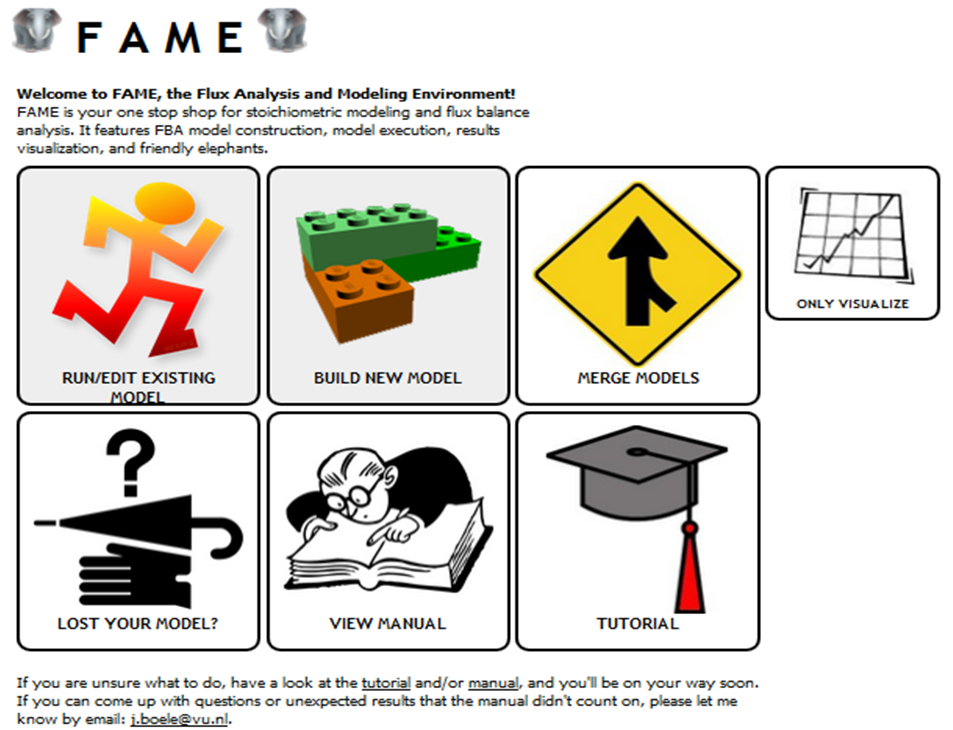 FAME
Welcome to FAME, the Flux Analysis and Modeling Environment!
FAME is your one stop shop for stoichiometric modeling and flux balance
analysis. It features FBA model construction, model execution, results
visualization, and friendly elephants.
RUN/EDIT EXISTING
MODEL
BUILD NEW MODEL
MERGE MODELS
ONLY VISUALIZE
?
LOST YOUR MODEL?
VIEW MANUAL
TUTORIAL
If you are unsure what to do, have a look at the tutorial and/or manual, and you'll be on your way soon.
If you can come up with questions or unexpected results that the manual didn't count on, please let me
know by email: j.boele@vu.nl.